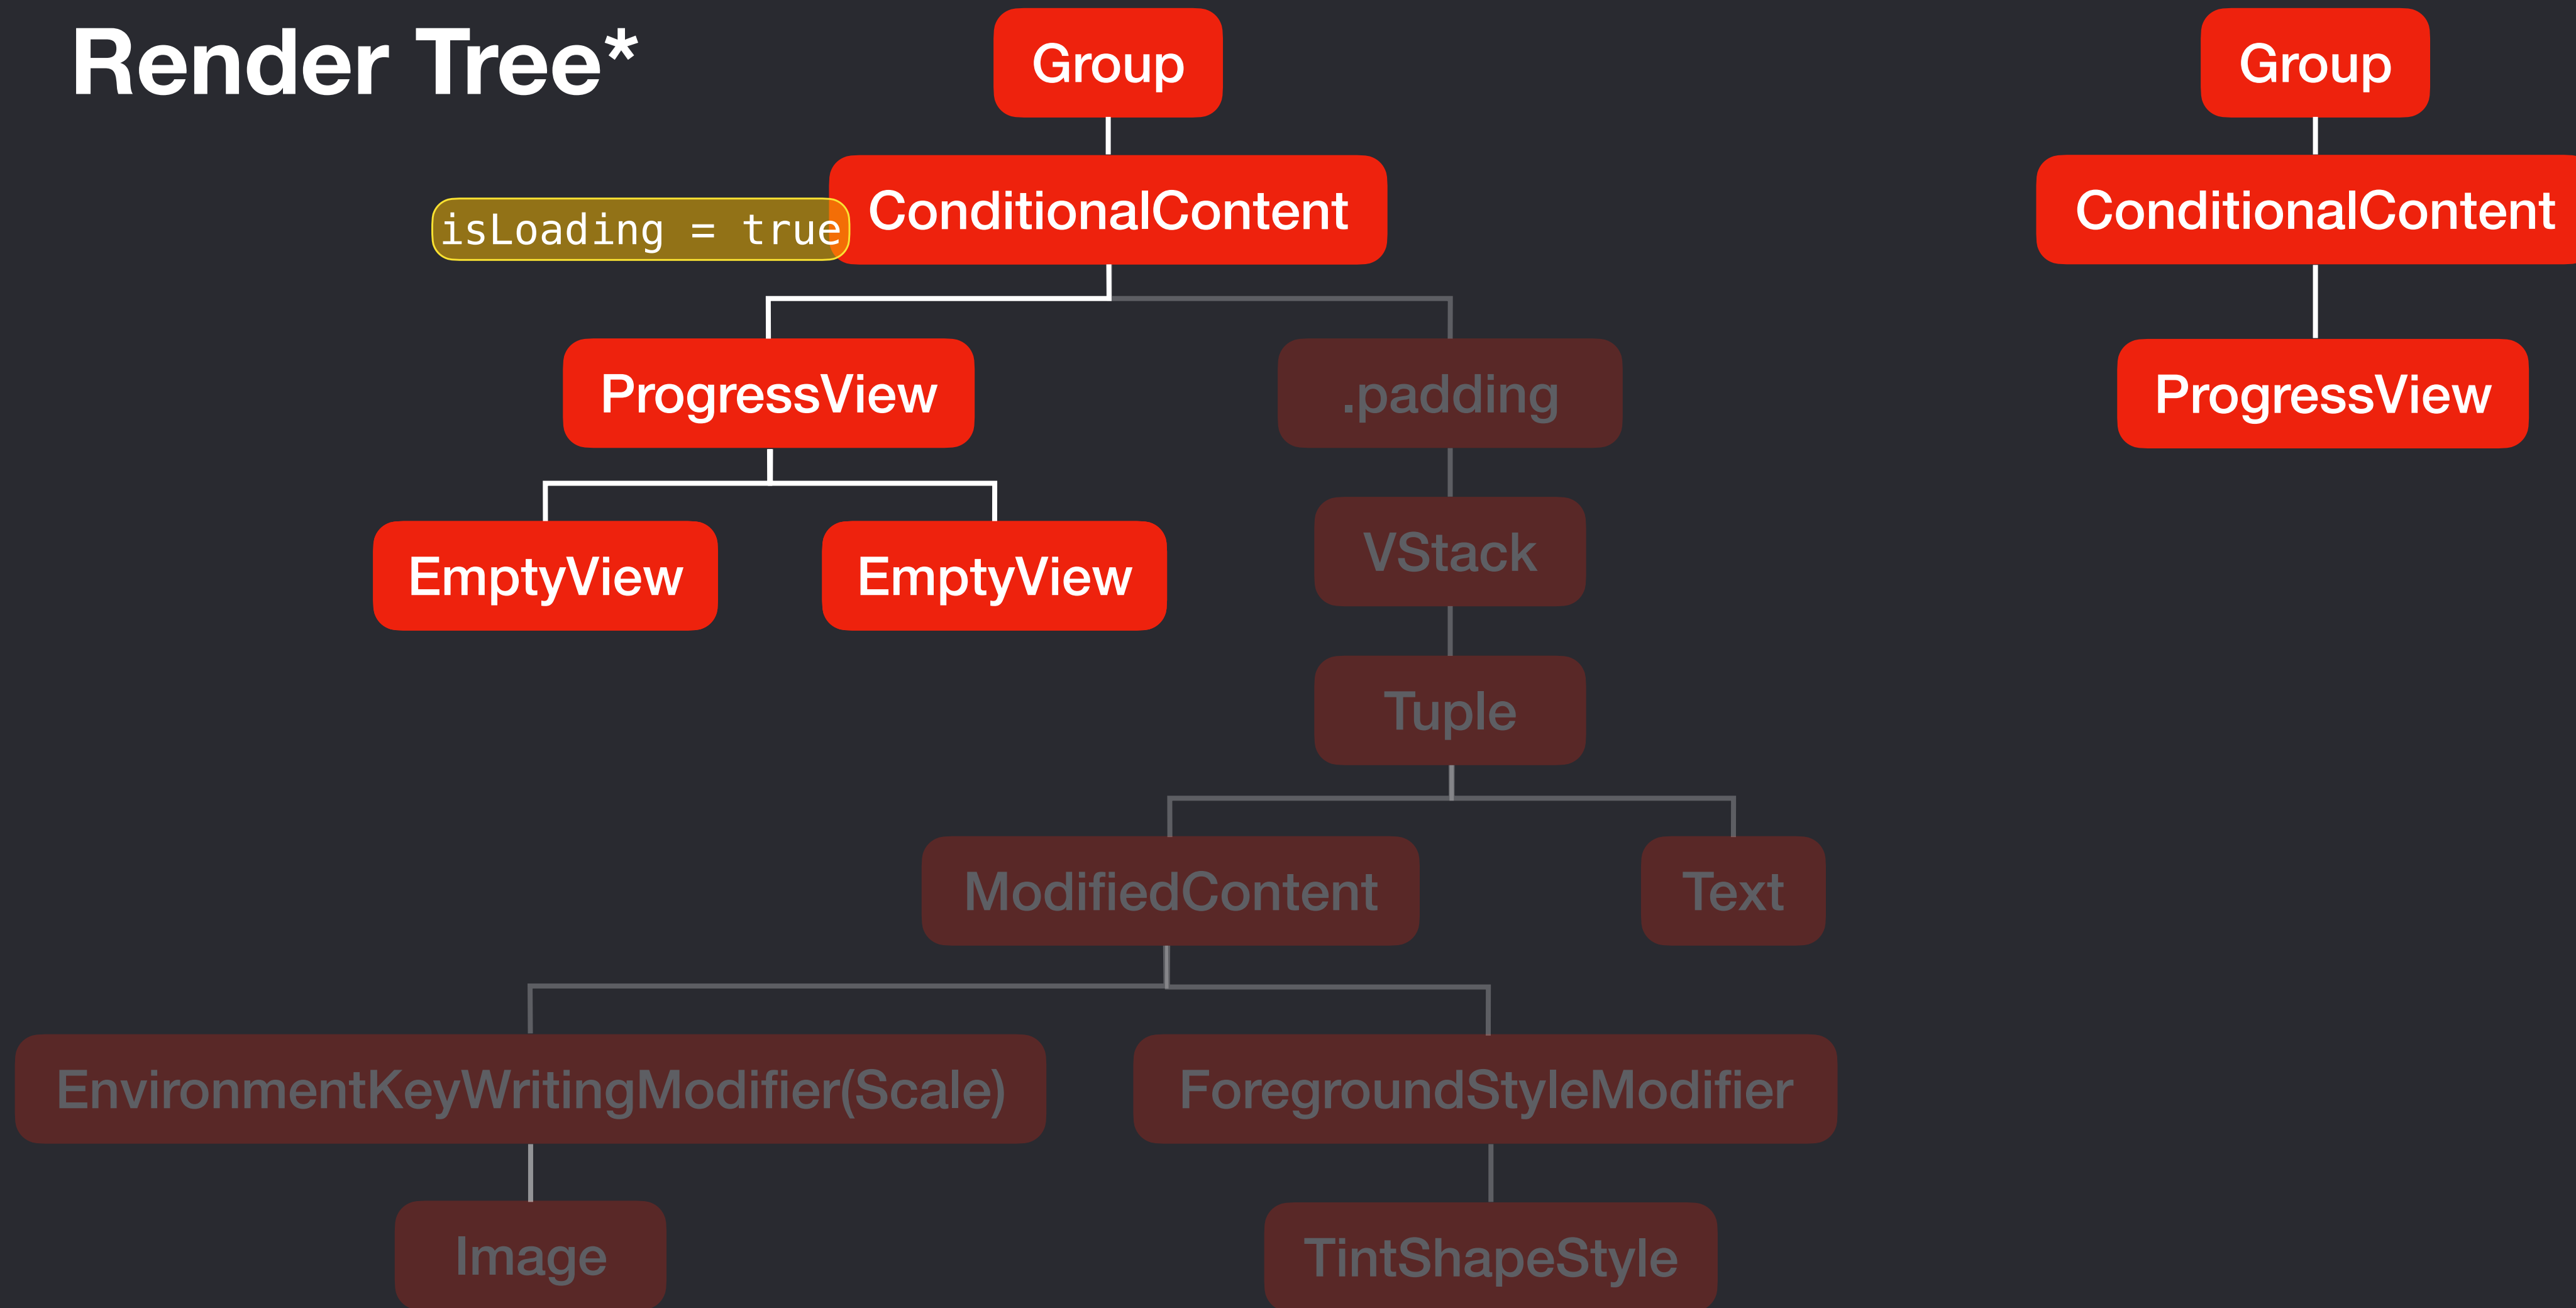 Render Tree*
Group
Group
isLoading = true
ConditionalContent
ConditionalContent
ProgressView
.padding
ProgressView
EmptyView
EmptyView
VStack
Tuple
ModifiedContent
Text
EnvironmentKeyWritingModifier(Scale)
ForegroundStyleModifier
Image
TintShapeStyle